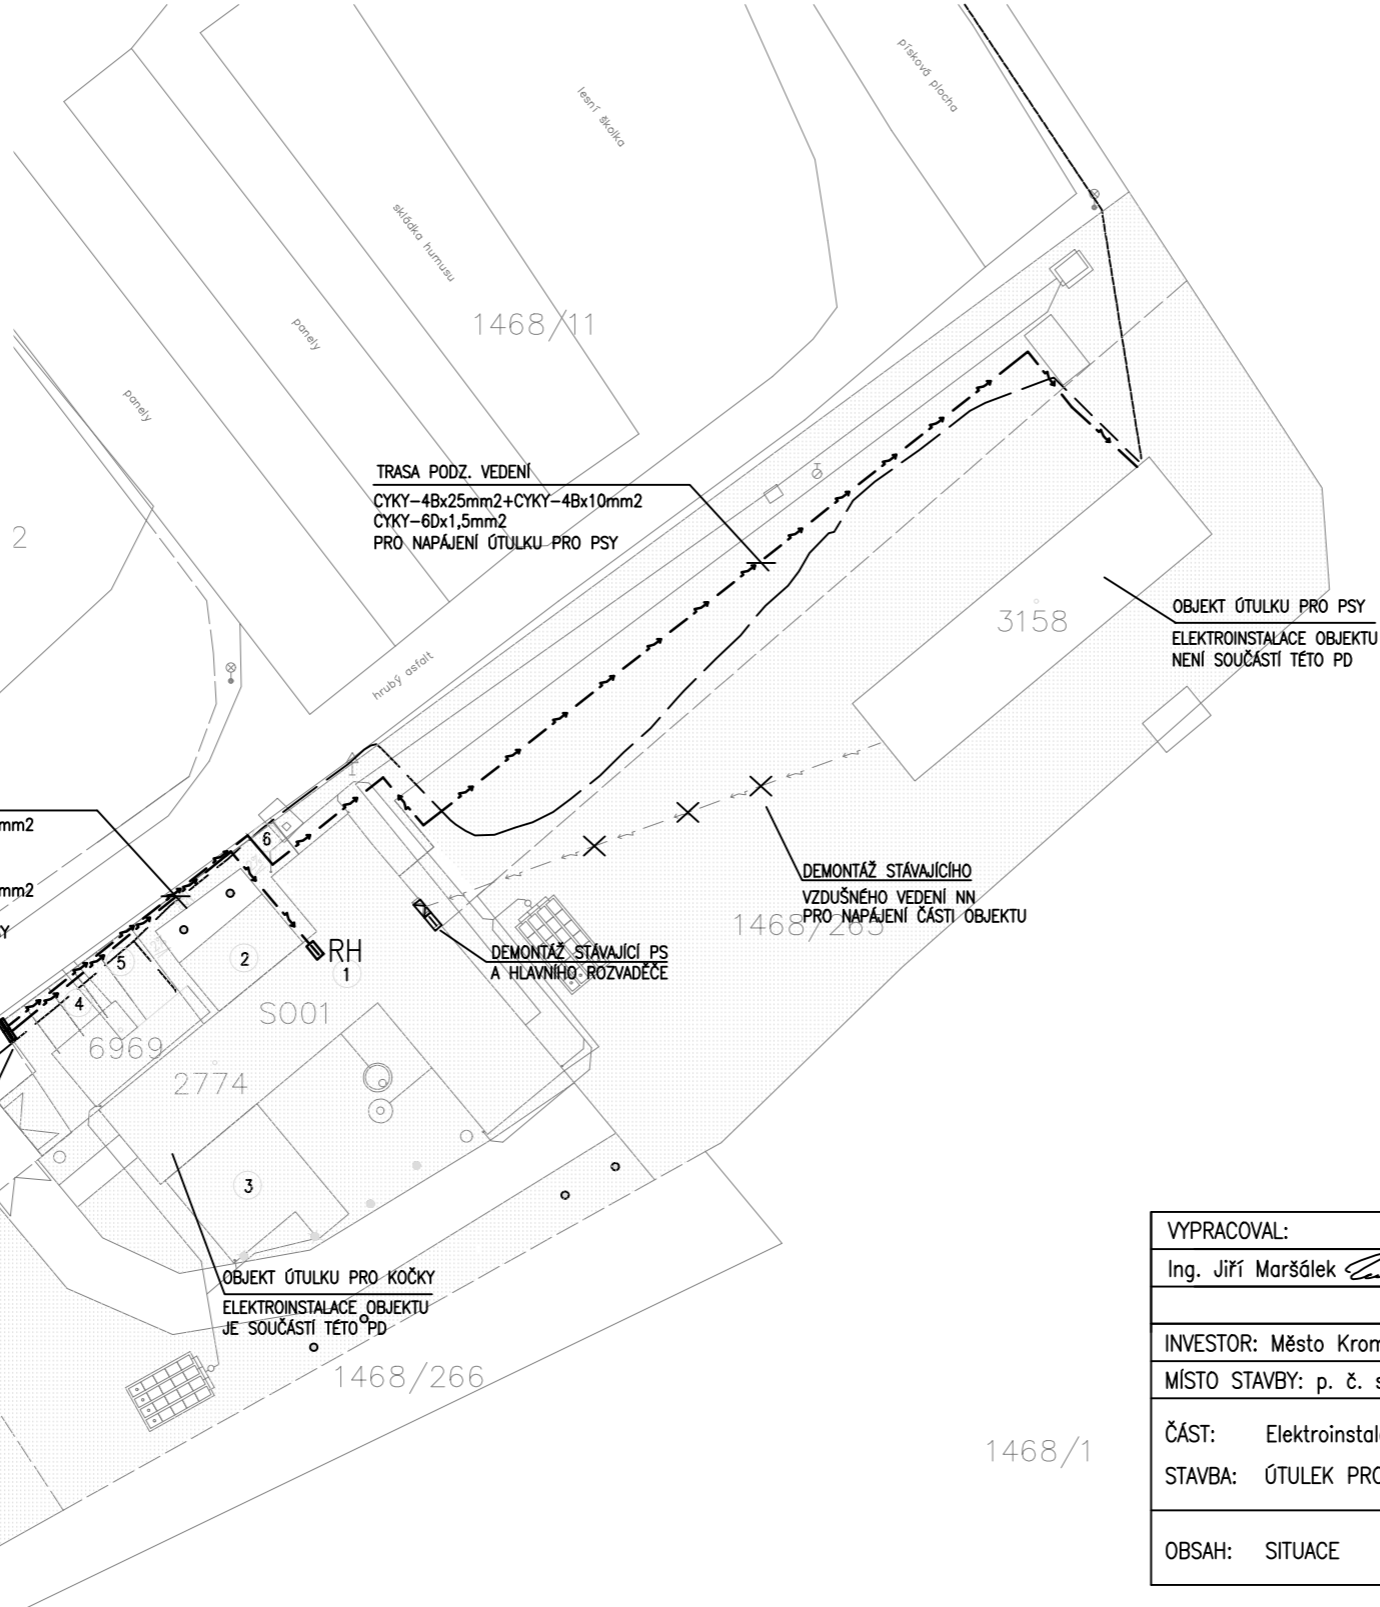 písková plocha
lesní školka
skládka humusu
panely
panely
1468/11
2
TRASA PODZ. VEDENÍ
CYKY-4Bx25mm2+CYKY-4Bx10mm2
CYKY-6Dx1,5mm2
PRO NAPÁJENÍ ÚTULKU PRO PSY
3158
OBJEKT ÚTULKU PRO PSY
ELEKTROINSTALACE OBJEKTU
NENÍ SOUČÁSTÍ TÉTO PD
hrubý asfalt
mm2
mm2
Y
6
5
4
2
1
RH
DEMONTÁŽ STÁVAJÍCÍHO
VZDUŠNÉHO VEDENÍ NN
PRO NAPÁJENÍ ČÁSTI OBJEKTU
1468/265
DEMONTÁŽ STÁVAJÍCÍ PS
A HLAVNÍHO ROZVADĚČE
SO01
6969
2774
3
OBJEKT ÚTULKU PRO KOČKY
ELEKTROINSTALACE OBJEKTU
JE SOUČÁSTÍ TÉTO PD
1468/266
1468/1
VYPRACOVAL:
Ing. Jiří Maršálek
INVESTOR: Město Krom
MÍSTO STAVBY: p. č. s
ČÁST: Elektroinstal
STAVBA: ÚTULEK PRO
OBSAH: SITUACE